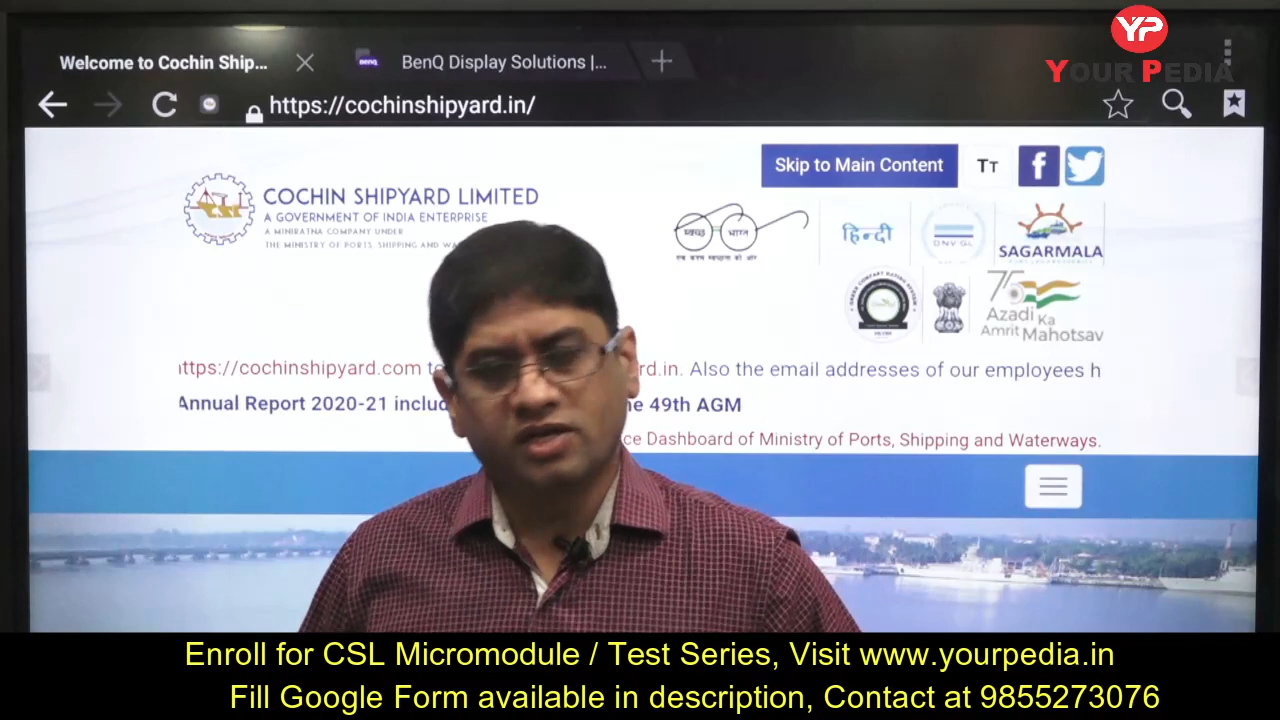 YP
YOUR PEDIA
Welcome to Cochin Ship...
BenQ
BenQ Display Solutions |...
https://cochinshipyard.in/
Skip to Main Content
TT
f
COCHIN SHIPYARD LIMITED
A GOVERNMENT OF INDIA ENTERPRISE
A MINIRATNA COMPANY UNDER
THE MINISTRY OF PORTS, SHIPPING AND
स्वच्छ भारत
एक कदम स्वच्छता की ओर
हिन्दी
DNV GL
SAGARMALA
75
Azadi Ka
Amrit Mahotsav
https://cochinshipyard.com
rd.in. Also the email addresses of our employees h
Annual Report 2020-21 includ
e 49th AGM
ce Dashboard of Ministry of Ports, Shipping and Waterways.
Enroll for CSL Micromodule / Test Series, Visit www.yourpedia.in
Fill Google Form available in description, Contact at 9855273076